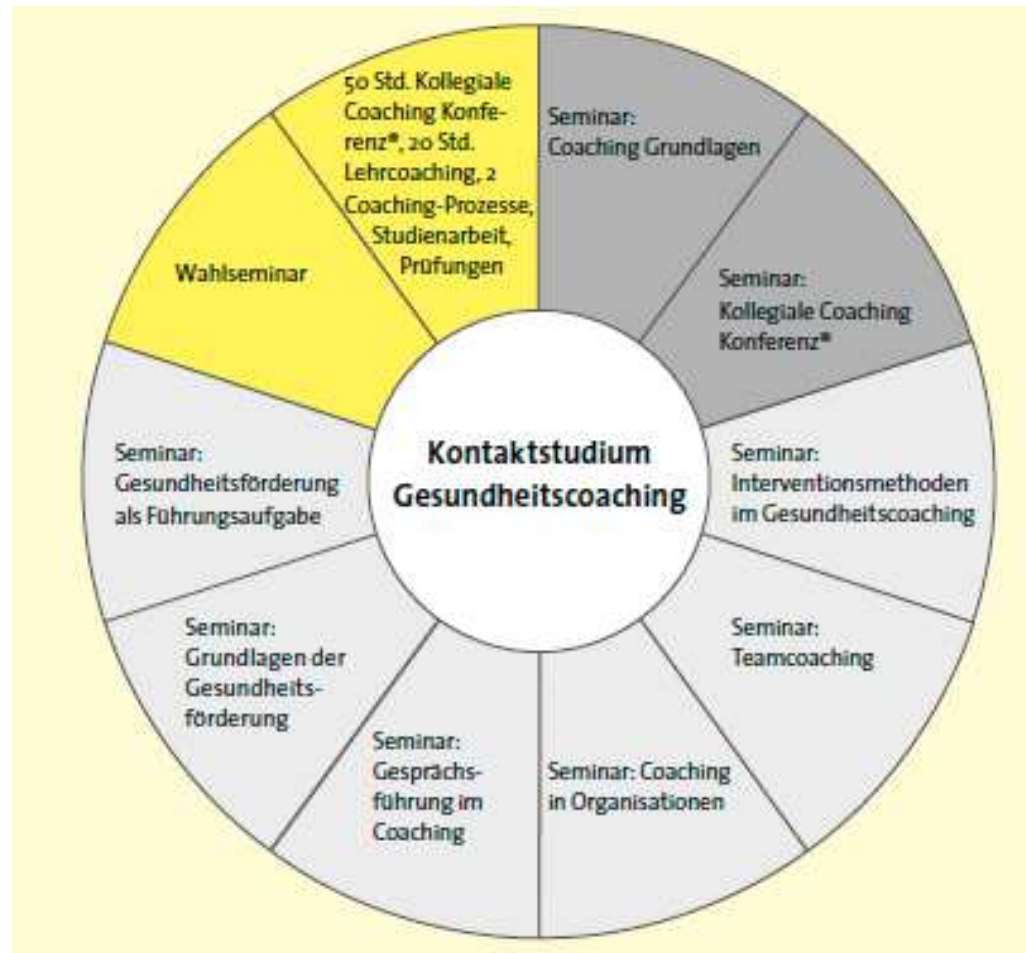 50 Std. Kollegiale
Coaching Konfe-
renz®, 20 Std.
Lehrcoaching, 2
Coaching-Prozesse,
Studienarbeit,
Prüfungen
Seminar:
Coaching Grundlagen
Seminar:
Kollegiale Coaching
Konferenz®
Seminar:
Interventionsmethoden
im Gesundheitscoaching
Seminar:
Teamcoaching
Seminar: Coaching
in Organisationen
Seminar:
Gesprächs-
führung im
Coaching
Seminar:
Grundlagen der
Gesundheits-
förderung
Seminar:
Gesundheitsförderung
als Führungsaufgabe
Wahlseminar
Kontaktstudium
Gesundheitscoaching